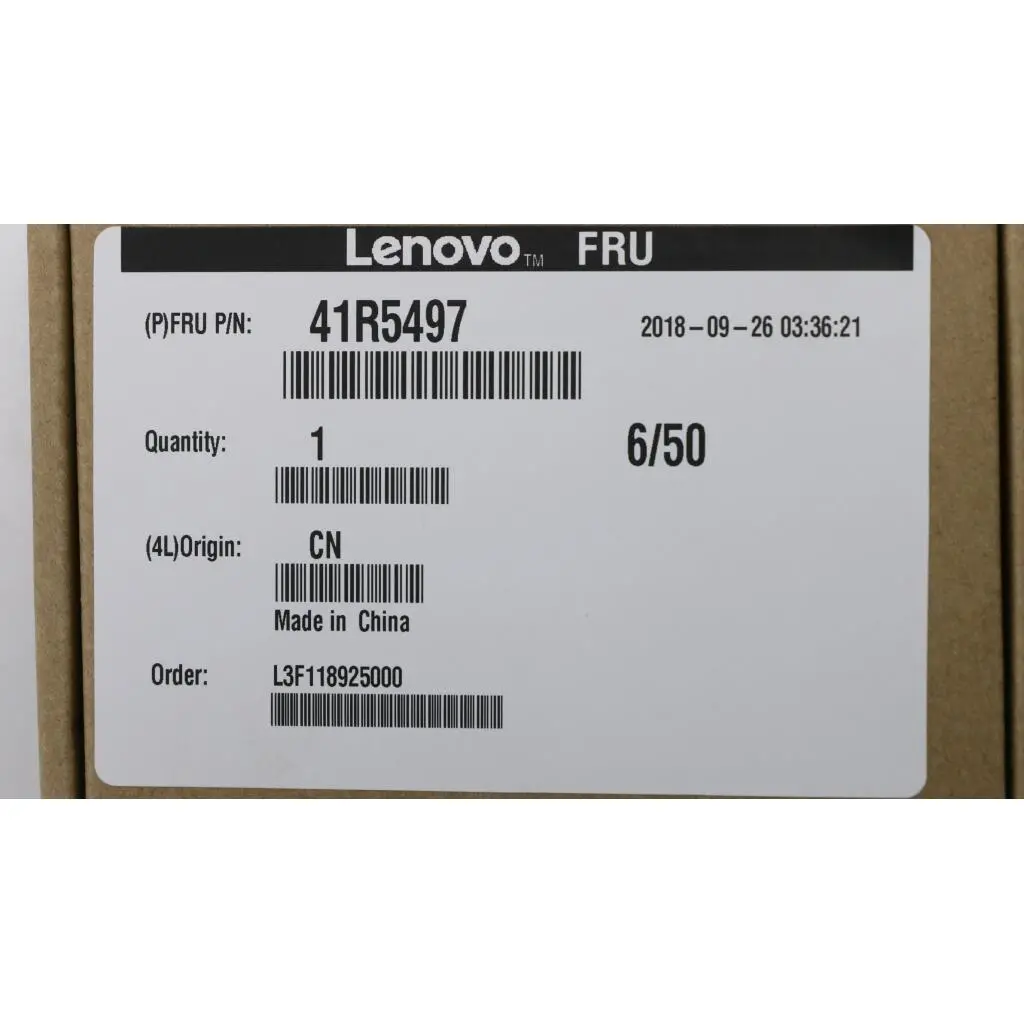 Lenovo™ FRU
(P)FRU P/N: 41R5497 2018-09-26 03:36:21
Quantity: 1 6/50
(4L)Origin: CN
Made in China
Order: L3F118925000